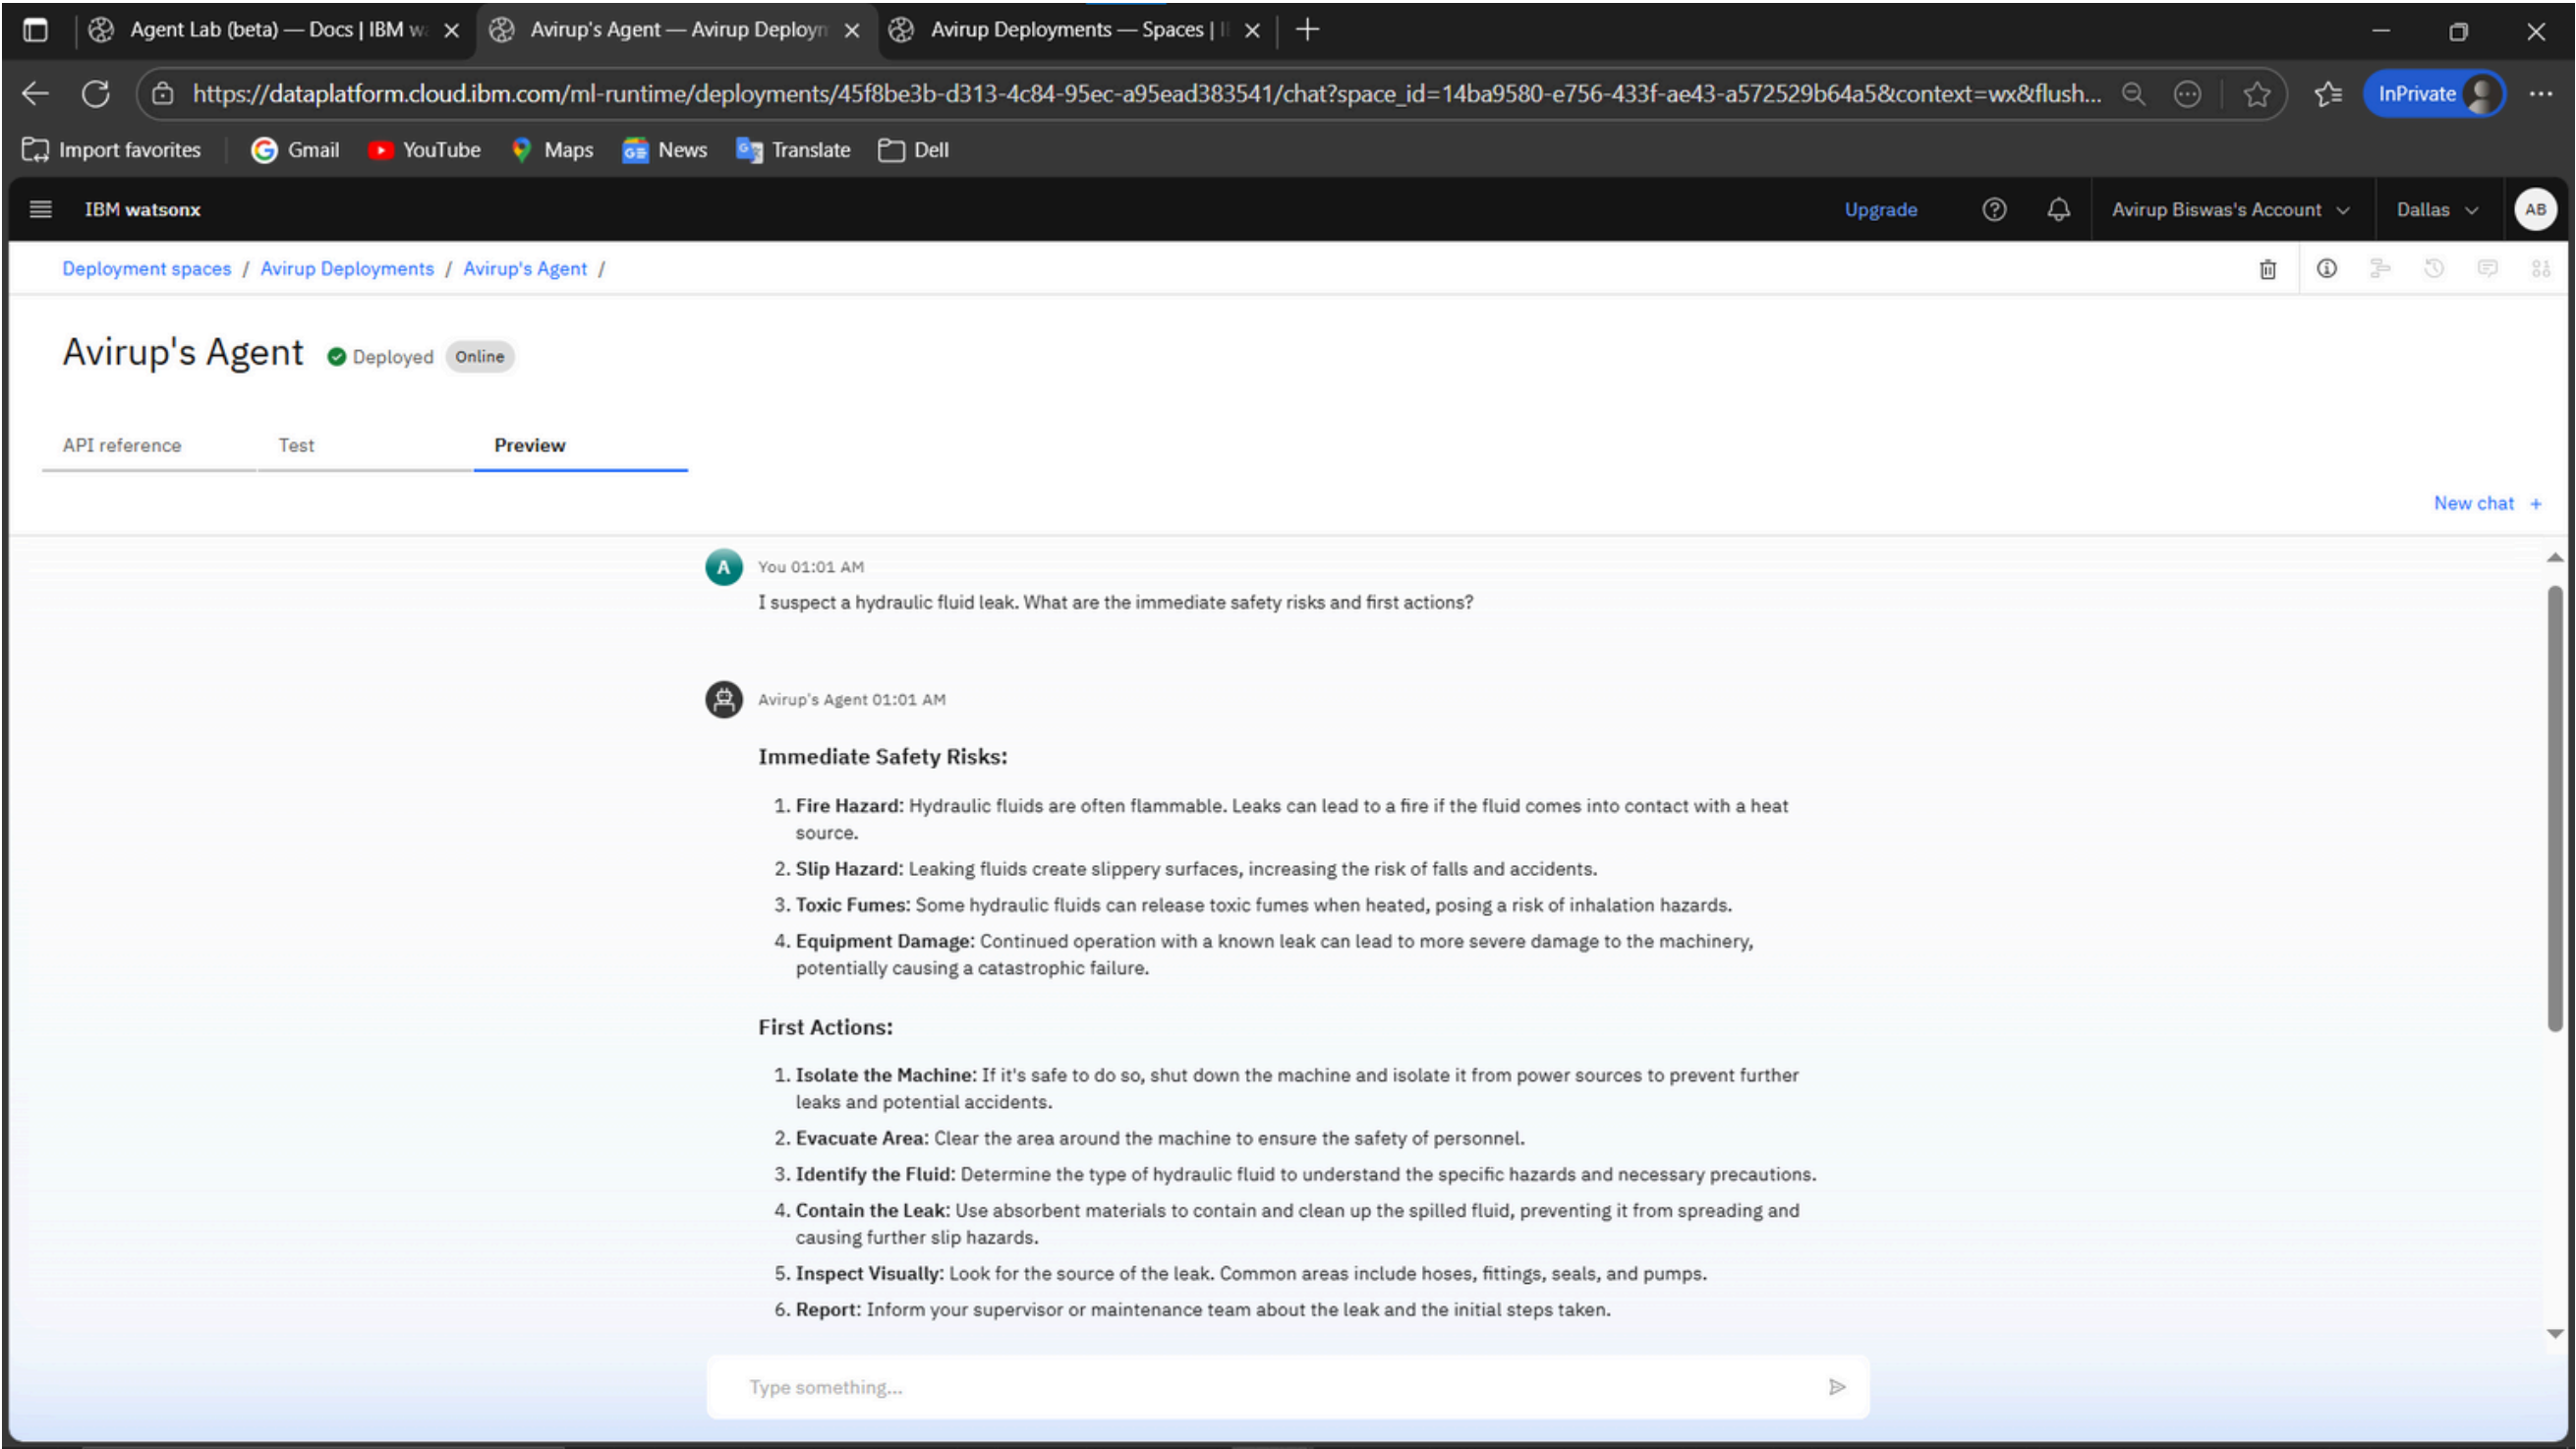 Agent Lab (beta) — Docs | IBM w
Avirup's Agent — Avirup Deploym
Avirup Deployments — Spaces |
https://dataplatform.cloud.ibm.com/ml-runtime/deployments/45f8be3b-d313-4c84-95ec-a95ead383541/chat?space_id=14ba9580-e756-433f-ae43-a572529b64a5&context=wx&flush...
InPrivate
Import favorites
Gmail
YouTube
Maps
News
Translate
Dell
IBM watsonx
Upgrade
Avirup Biswas's Account
Dallas
AB
Deployment spaces / Avirup Deployments / Avirup's Agent /
Avirup's Agent
Deployed
Online
API reference
Test
Preview
New chat +
A
You 01:01 AM
I suspect a hydraulic fluid leak. What are the immediate safety risks and first actions?
Avirup's Agent 01:01 AM
Immediate Safety Risks:
1. Fire Hazard: Hydraulic fluids are often flammable. Leaks can lead to a fire if the fluid comes into contact with a heat
source.
2. Slip Hazard: Leaking fluids create slippery surfaces, increasing the risk of falls and accidents.
3. Toxic Fumes: Some hydraulic fluids can release toxic fumes when heated, posing a risk of inhalation hazards.
4. Equipment Damage: Continued operation with a known leak can lead to more severe damage to the machinery,
potentially causing a catastrophic failure.
First Actions:
1. Isolate the Machine: If it's safe to do so, shut down the machine and isolate it from power sources to prevent further
leaks and potential accidents.
2. Evacuate Area: Clear the area around the machine to ensure the safety of personnel.
3. Identify the Fluid: Determine the type of hydraulic fluid to understand the specific hazards and necessary precautions.
4. Contain the Leak: Use absorbent materials to contain and clean up the spilled fluid, preventing it from spreading and
causing further slip hazards.
5. Inspect Visually: Look for the source of the leak. Common areas include hoses, fittings, seals, and pumps.
6. Report: Inform your supervisor or maintenance team about the leak and the initial steps taken.
Type something...